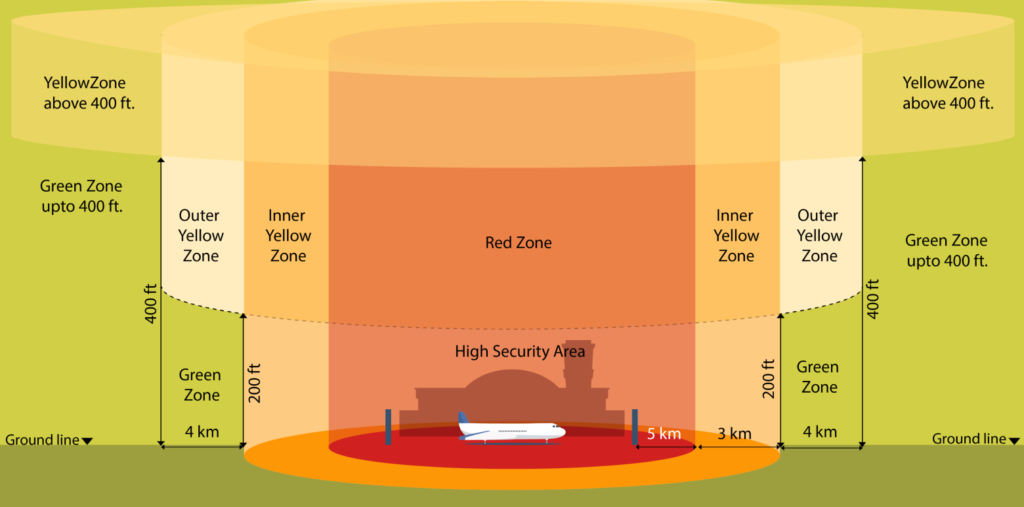 YellowZone
above 400 ft.
YellowZone
above 400 ft.
Green Zone
upto 400 ft.
Outer
Yellow
Zone
Inner
Yellow
Zone
Red Zone
Inner
Yellow
Zone
Outer
Yellow
Zone
Green Zone
upto 400 ft.
400 ft
400 ft
High Security Area
Green
Zone
200 ft
200 ft
Green
Zone
4 km
5 km
3 km
4 km
Ground line
Ground line